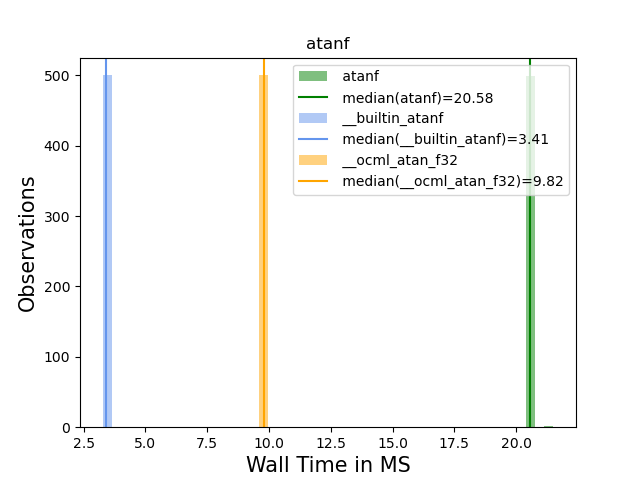 atanf
500
400
300
200
100
0
Observations
atanf
median(atanf)=20.58
__builtin_atanf
median(__builtin_atanf)=3.41
__ocml_atan_f32
median(__ocml_atan_f32)=9.82
2.5 5.0 7.5 10.0 12.5 15.0 17.5 20.0
Wall Time in MS